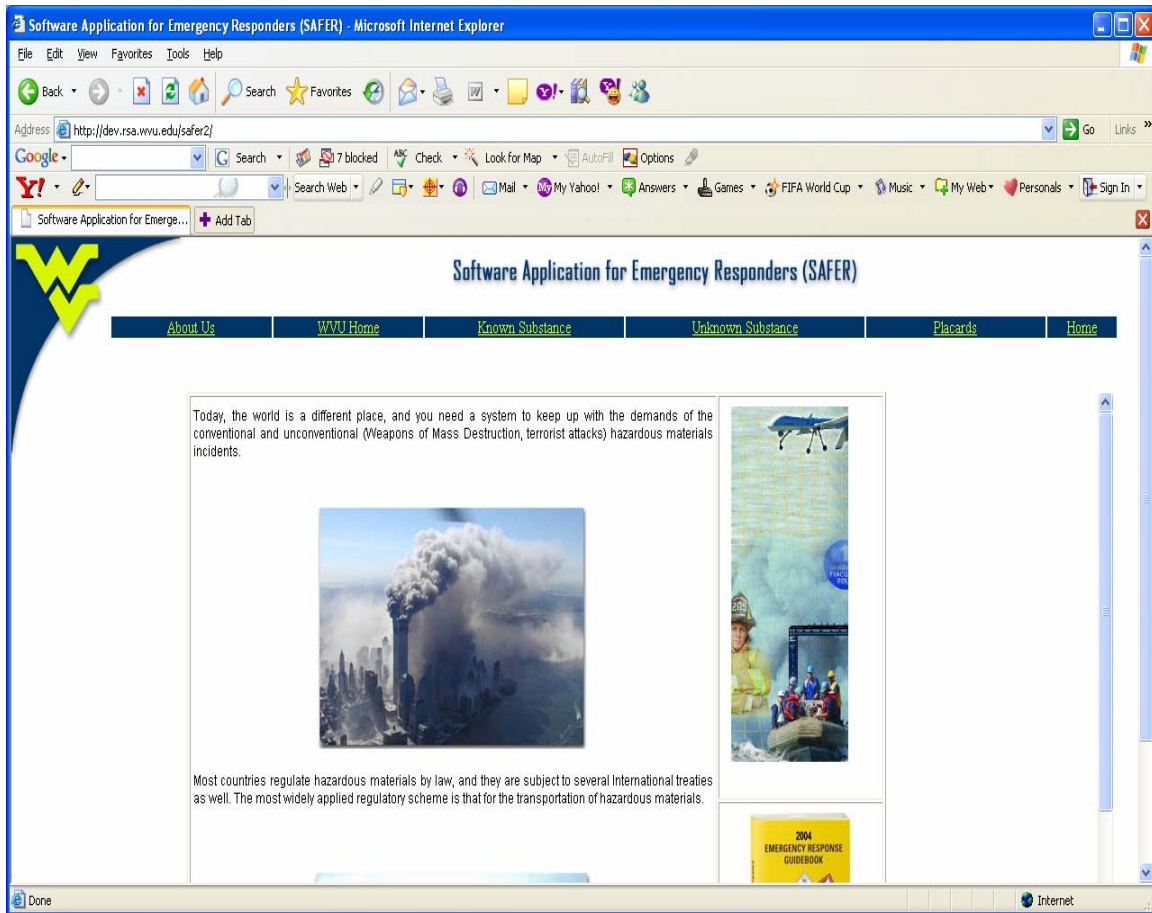 Software Application for Emergency Responders (SAFER) - Microsoft Internet Explorer
File Edit View Favorites Tools Help
Back Search Favorites
Address http://dev.rsa.wvu.edu/safer2/ Go Links »
Google Search 7 blocked ABC Check Look for Map AutoFill Options
Y! Search Web Mail My Yahoo! Answers Games FIFA World Cup Music My Web Personals Sign In
Software Application for Emerge... Add Tab
Software Application for Emergency Responders (SAFER)
About Us WVU Home Known Substance Unknown Substance Placards Home
Today, the world is a different place, and you need a system to keep up with the demands of the
conventional and unconventional (Weapons of Mass Destruction, terrorist attacks) hazardous materials
incidents.
205
Most countries regulate hazardous materials by law, and they are subject to several International treaties
as well. The most widely applied regulatory scheme is that for the transportation of hazardous materials.
2004
EMERGENCY RESPONSE
GUIDEBOOK
Done Internet